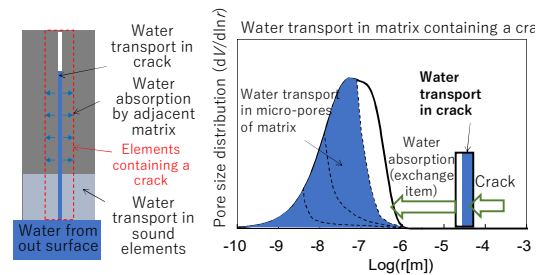 Water
transport in
crack
Water
absorption
by adjacent
matrix
Elements
containing a
crack
Water
transport in
sound
elements
Water from
out surface
Water transport in matrix containing a cra
Pore size distribution (dV/dlnr)
Water transport
in micro-pores
of matrix
Water
transport
in crack
Water
absorption
(exchange
item)
Crack
-10
-9
-8
-7
-6
-5
-4
-3
Log(r[m])